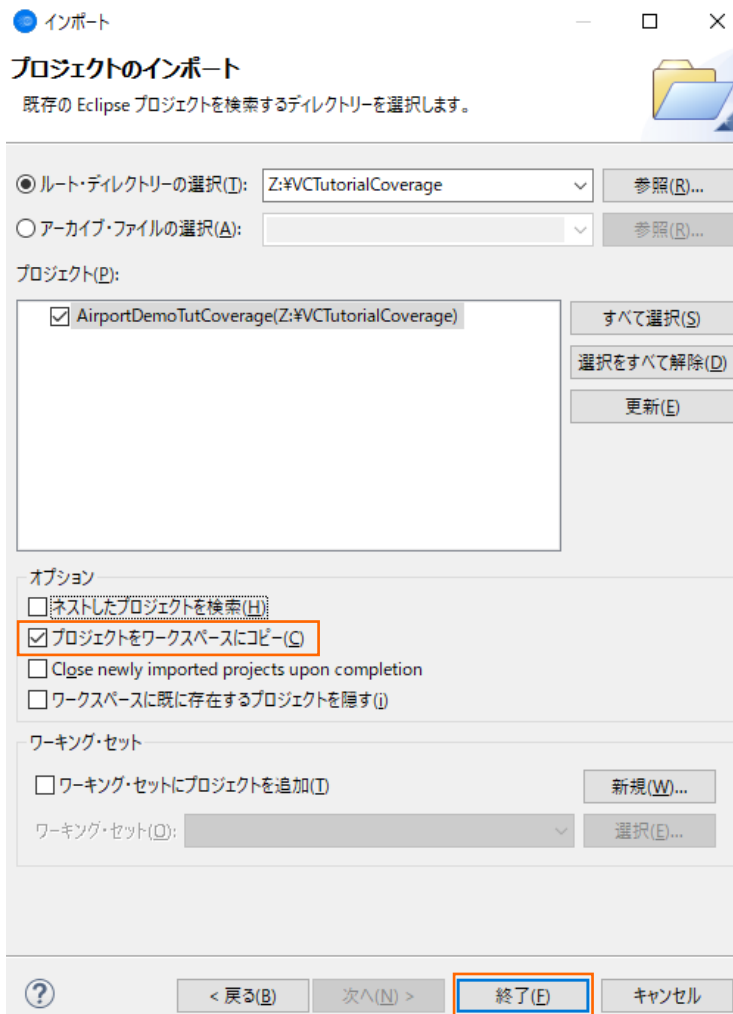 インポート
プロジェクトのインポート
既存の Eclipse プロジェクトを検索するディレクトリーを選択します。
ルート・ディレクトリーの選択(T): Z:¥VCTutorialCoverage 参照(R)...
アーカイブ・ファイルの選択(A): 参照(R)...
プロジェクト(P):
AirportDemoTutCoverage(Z:¥VCTutorialCoverage) すべて選択(S)
選択をすべて解除(D)
更新(E)
オプション
ネストしたプロジェクトを検索(H)
プロジェクトをワークスペースにコピー(C)
Close newly imported projects upon completion
ワークスペースに既に存在するプロジェクトを隠す(i)
ワーキング・セット
ワーキング・セットにプロジェクトを追加(T) 新規(W)...
ワーキング・セット(O): 選択(E)...
? < 戻る(B) 次へ(N) > 終了(F) キャンセル